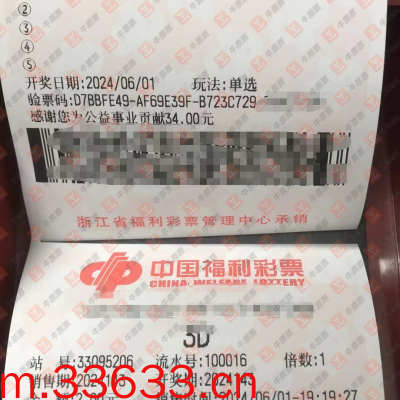 ②
③
④
⑤
开奖日期:2024/06/01 玩法:单选
验票码:D7BBFE49-AF69E39F-B723C729
感谢您为公益事业贡献34.00元
浙江省福利彩票管理中心承销
中国福利彩票
CHINA WELFARE LOTTERY
3D
站 号:33095206 流水号:100016 倍数:1
m.33633.cn